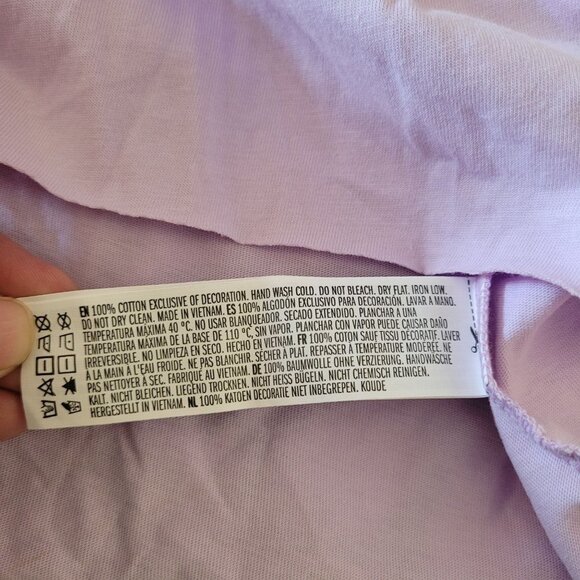 EN 100% COTTON EXCLUSIVE OF DECORATION. HAND WASH COLD. DO NOT BLEACH. DRY FLAT. IRON LOW.
DO NOT DRY CLEAN. MADE IN VIETNAM. ES 100% ALGODÓN EXCLUSIVO PARA DECORACIÓN. LAVAR A MANO.
TEMPERATURA MÁXIMA 40 °C. NO USAR BLANQUEADOR. SECADO EXTENDIDO. PLANCHAR A UNA
TEMPERATURA MÁXIMA DE LA BASE DE 110 °C, SIN VAPOR. PLANCHAR CON VAPOR PUEDE CAUSAR DAÑO
IRREVERSIBLE. NO LIMPIEZA EN SECO. HECHO EN VIETNAM. FR 100% COTON SAUF TISSU DÉCORATIF. LAVER
À LA MAIN À L'EAU FROIDE. NE PAS BLANCHIR. SÉCHER À PLAT. REPASSER À TEMPÉRATURE MODÉRÉE. NE
PAS NETTOYER À SEC. FABRIQUÉ AU VIETNAM. DE 100% BAUMWOLLE OHNE VERZIERUNG. HANDWÄSCHE
KALT. NICHT BLEICHEN. LIEGEND TROCKNEN. NICHT HEISS BÜGELN. NICHT CHEMISCH REINIGEN.
HERGESTELLT IN VIETNAM. NL 100% KATOEN DECORATIE NIET INBEGREPEN. KOUDE